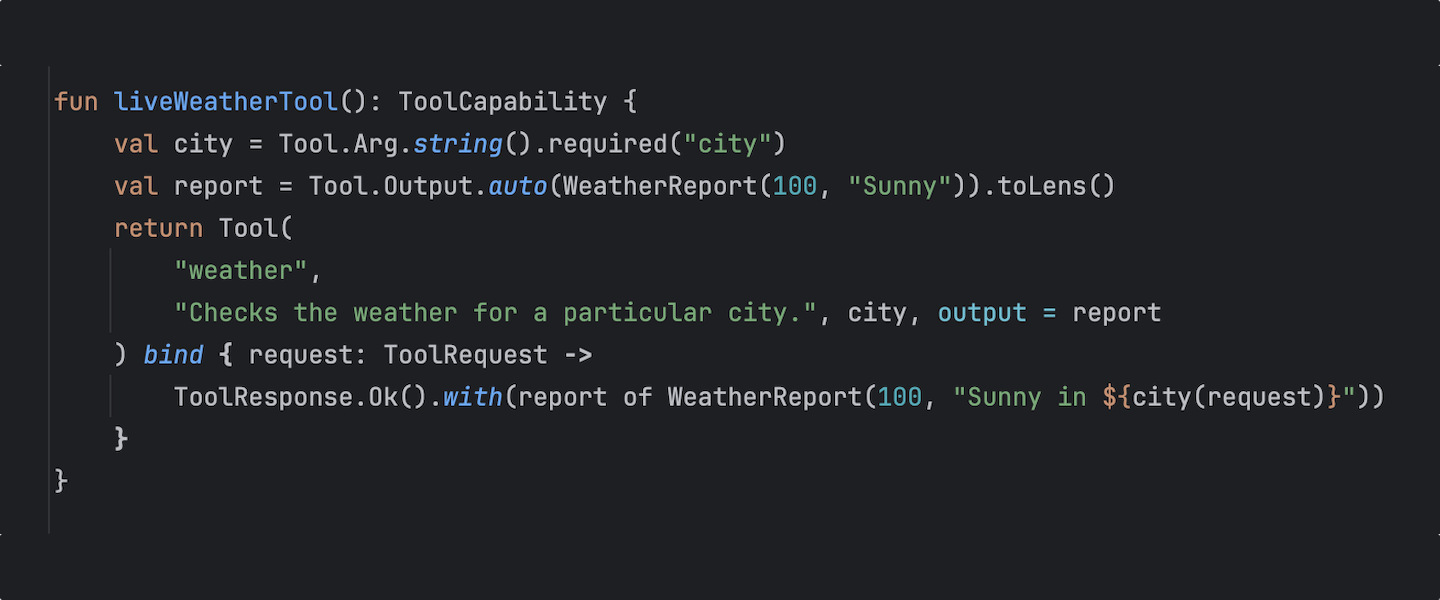 fun liveWeatherTool(): ToolCapability {
    val city = Tool.Arg.string().required("city")
    val report = Tool.Output.auto(WeatherReport(100, "Sunny")).toLens()
    return Tool(
        "weather",
        "Checks the weather for a particular city.", city, output = report
    ) bind { request: ToolRequest ->
        ToolResponse.Ok().with(report of WeatherReport(100, "Sunny in ${city(request)}"))
    }
}